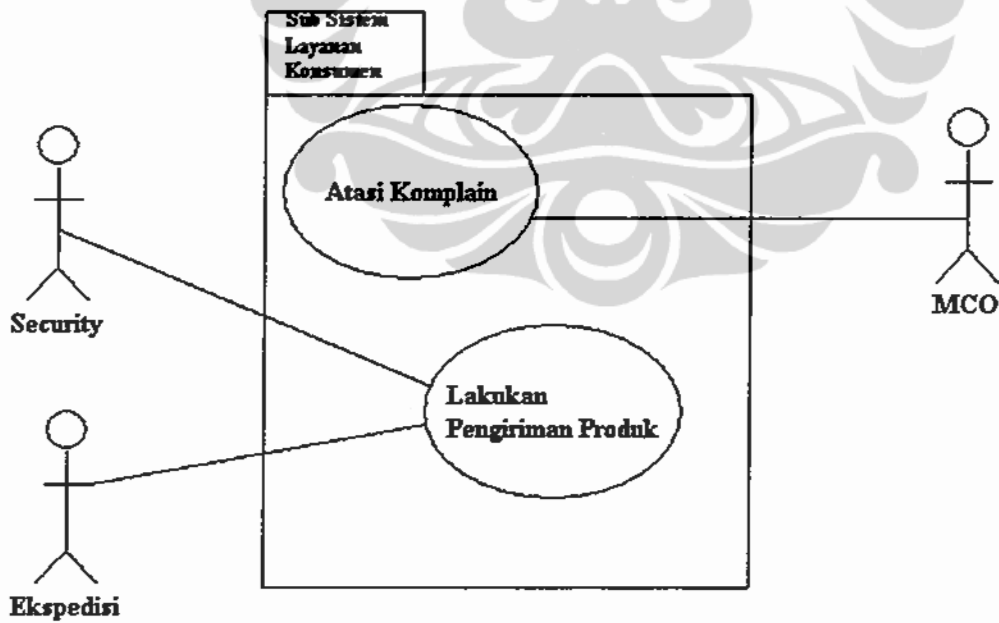 Sub Sistem
Layanan
Konsumen
Atasi Komplain
Security
MCO
Lakukan
Pengiriman Produk
Ekspedisi